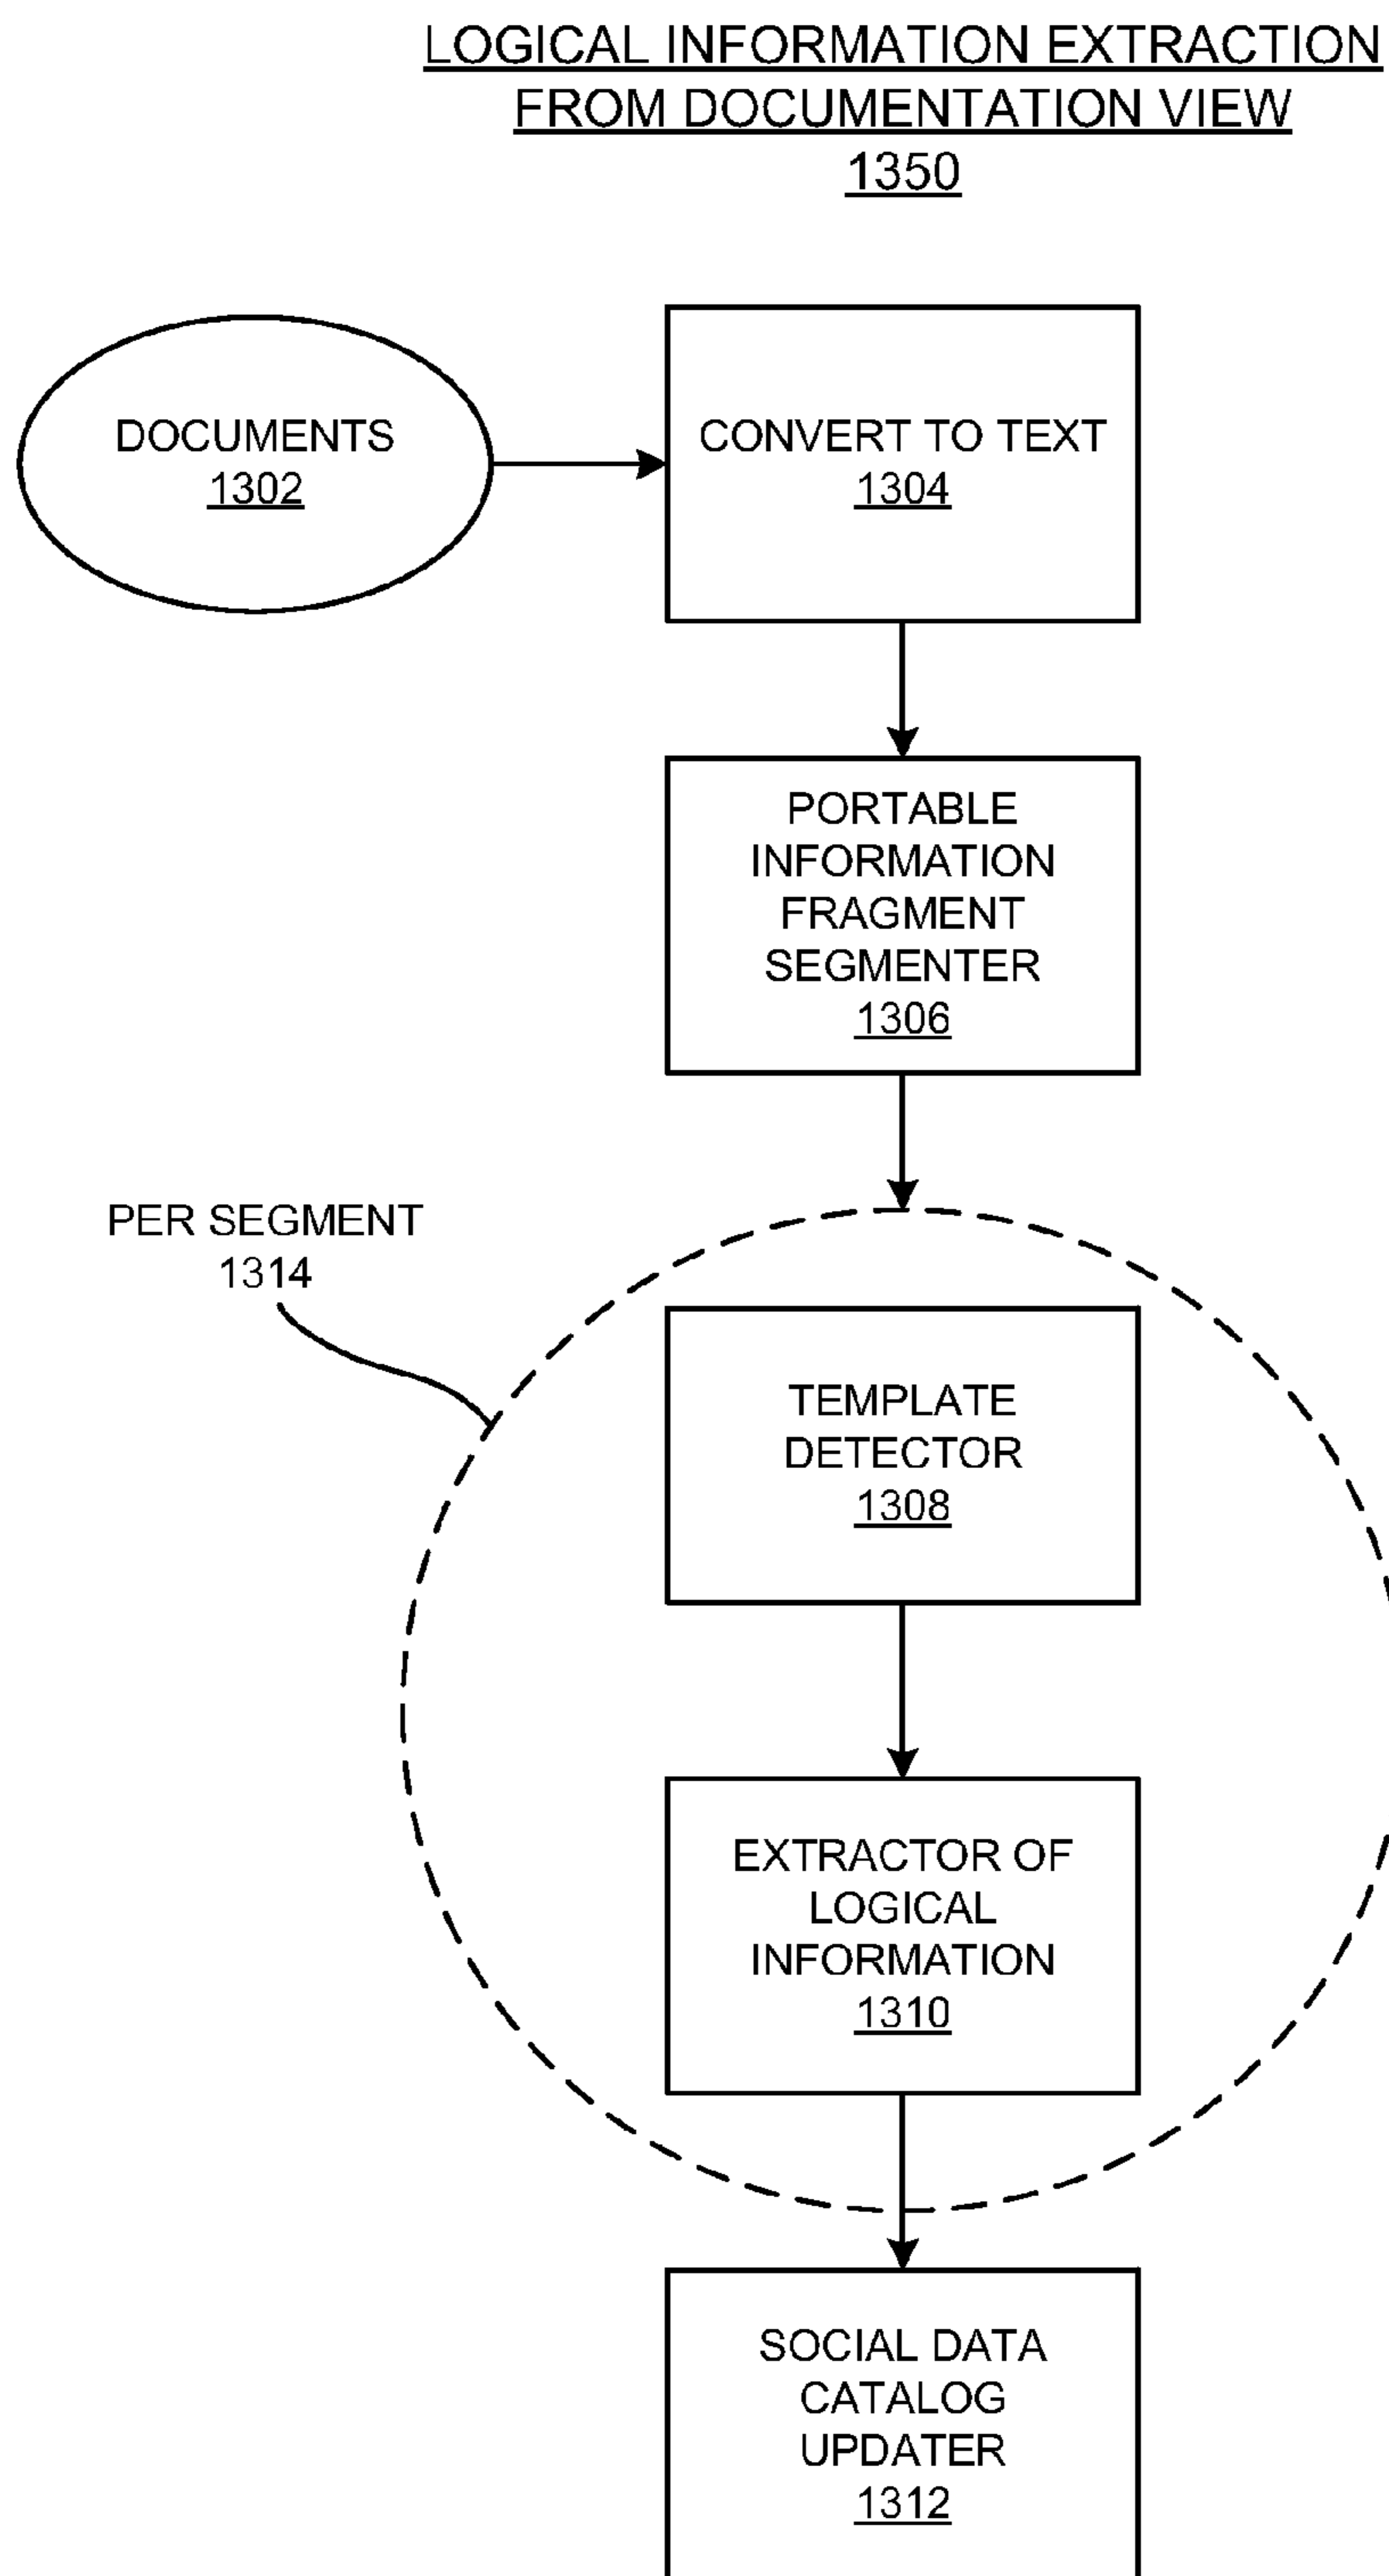 LOGICAL INFORMATION EXTRACTION
FROM DOCUMENTATION VIEW
1350
DOCUMENTS
1302
CONVERT TO TEXT
1304
PORTABLE
INFORMATION
FRAGMENT
SEGMENTER
1306
PER SEGMENT
1314
TEMPLATE
DETECTOR
1308
EXTRACTOR OF
LOGICAL
INFORMATION
1310
SOCIAL DATA
CATALOG
UPDATER
1312